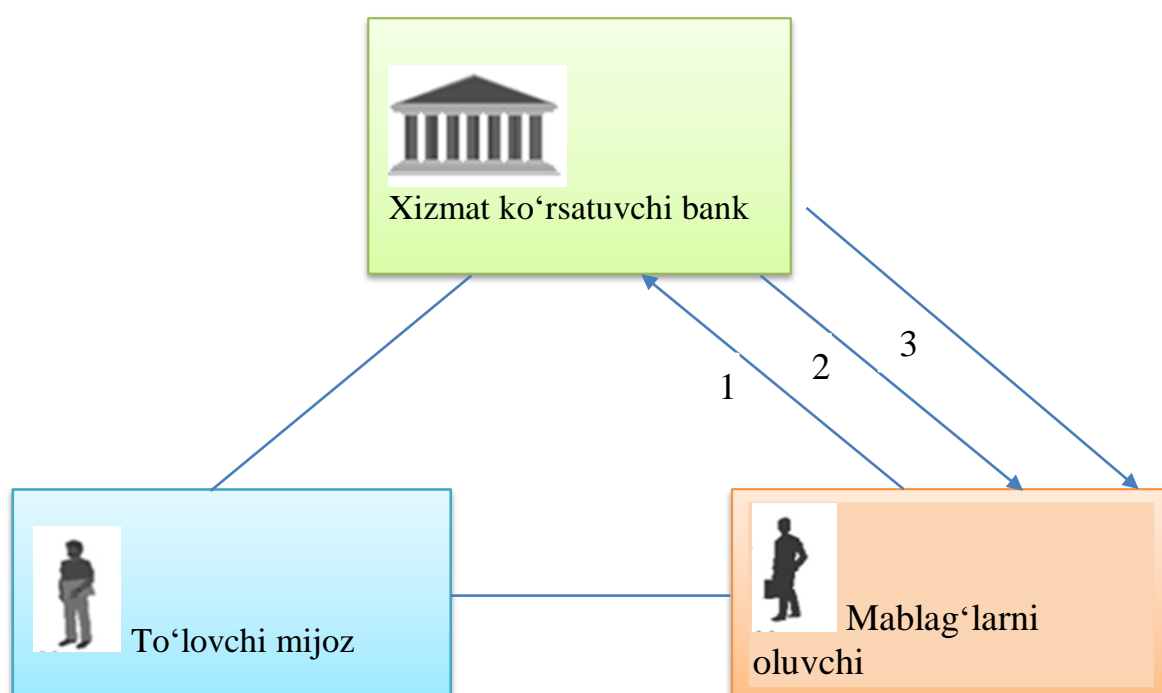 Xizmat ko‘rsatuvchi bank
3
2
1
To‘lovchi mijoz
Mablag‘larni
oluvchi